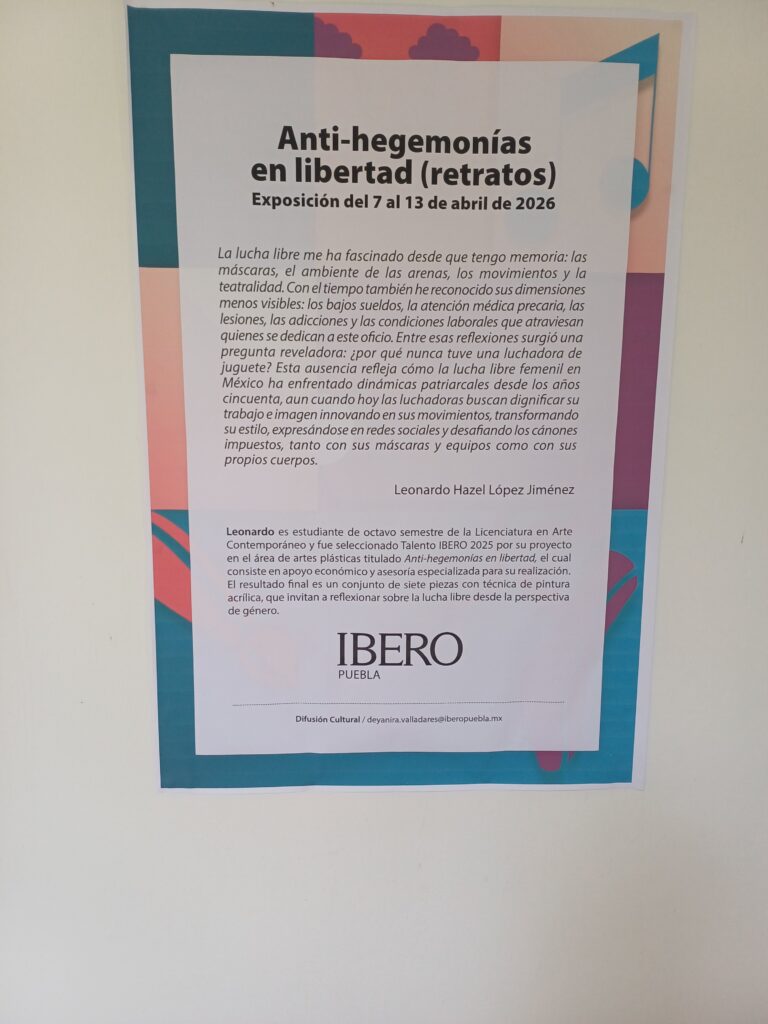 Anti-hegemonías
en libertad (retratos)
Exposición del 7 al 13 de abril de 2026
La lucha libre me ha fascinado desde que tengo memoria: las
máscaras, el ambiente de las arenas, los movimientos y la
teatralidad. Con el tiempo también he reconocido sus dimensiones
menos visibles: los bajos sueldos, la atención médica precaria, las
lesiones, las adicciones y las condiciones laborales que atraviesan
quienes se dedican a este oficio. Entre esas reflexiones surgió una
pregunta reveladora: ¿por qué nunca tuve una luchadora de
juguete? Esta ausencia refleja cómo la lucha libre femenil en
México ha enfrentado dinámicas patriarcales desde los años
cincuenta, aun cuando hoy las luchadoras buscan dignificar su
trabajo e imagen innovando en sus movimientos, transformando
su estilo, expresándose en redes sociales y desafiando los cánones
impuestos, tanto con sus máscaras y equipos como con sus
propios cuerpos.
Leonardo Hazel López Jiménez
Leonardo es estudiante de octavo semestre de la Licenciatura en Arte
Contemporáneo y fue seleccionado Talento IBERO 2025 por su proyecto
en el área de artes plásticas titulado Anti-hegemonías en libertad, el cual
consiste en apoyo económico y asesoría especializada para su realización.
El resultado final es un conjunto de siete piezas con técnica de pintura
acrílica, que invitan a reflexionar sobre la lucha libre desde la perspectiva
de género.
IBERO
PUEBLA
Difusión Cultural / deyanira.valladares@iberopuebla.mx